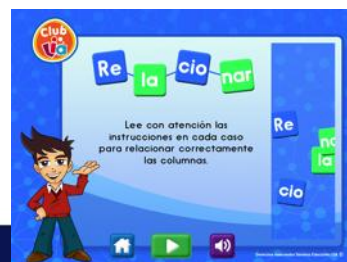 Club
Re la cio nar
Lee con atención las
instrucciones en cada caso
para relacionar correctamente
las columnas.
Re
la
cio